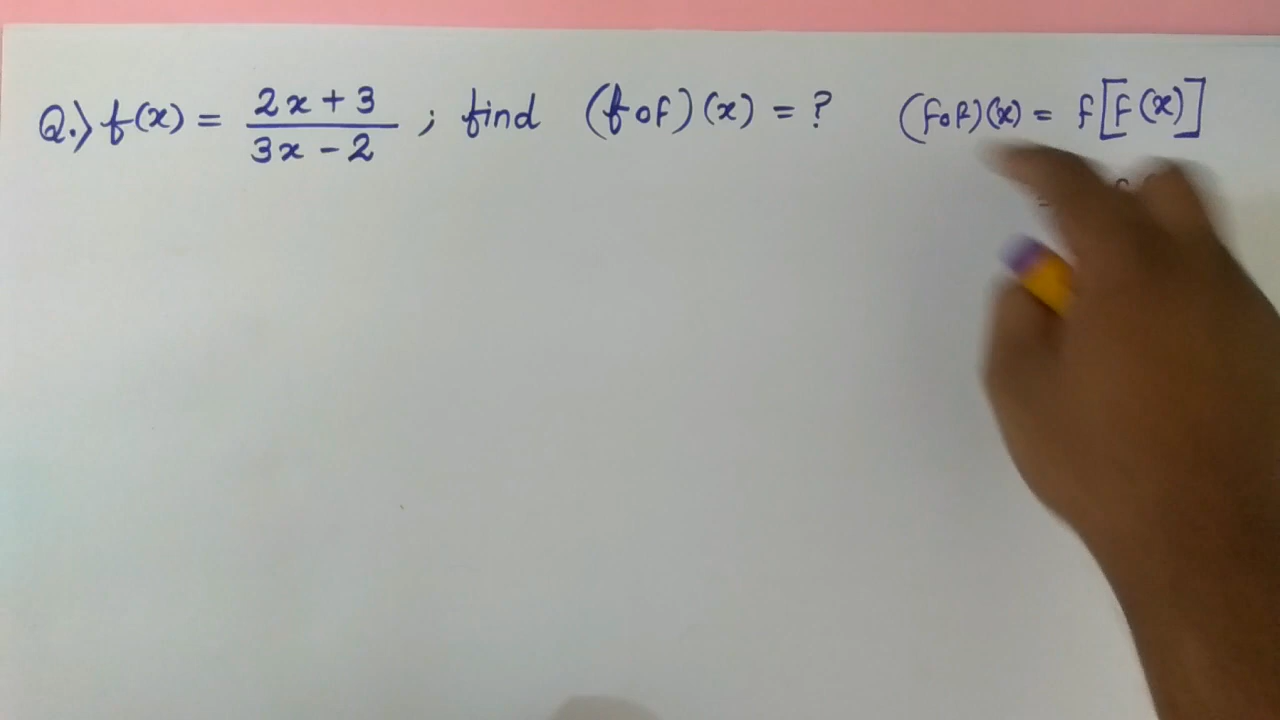 Q.) f(x) = 2x + 3 / 3x - 2 ; find (fof)(x) = ? (fof)(x) = f[f(x)]